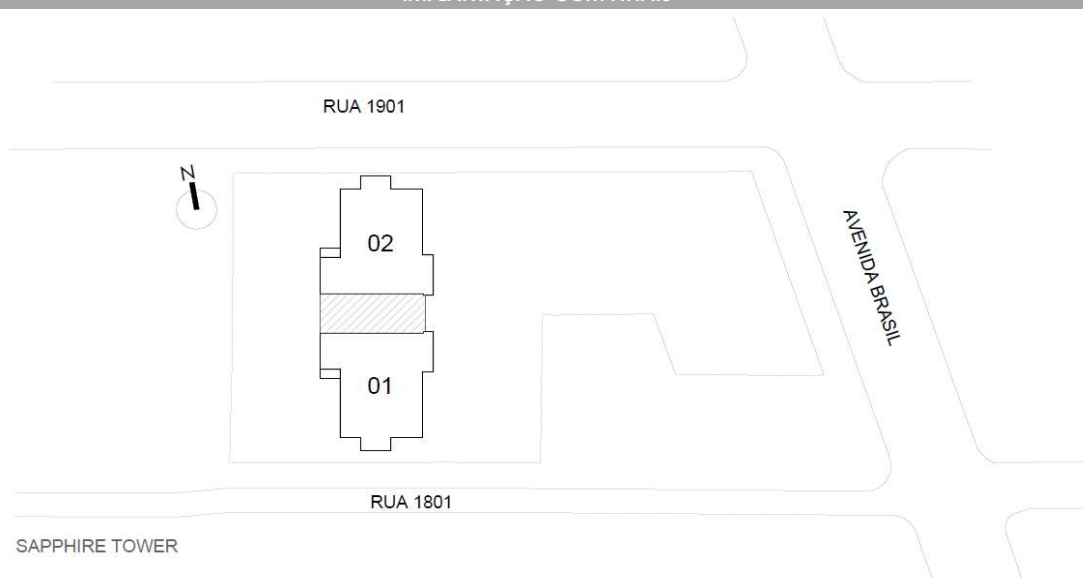 RUA 1901
N
02
AVENIDA BRASIL
01
RUA 1801
SAPPHIRE TOWER